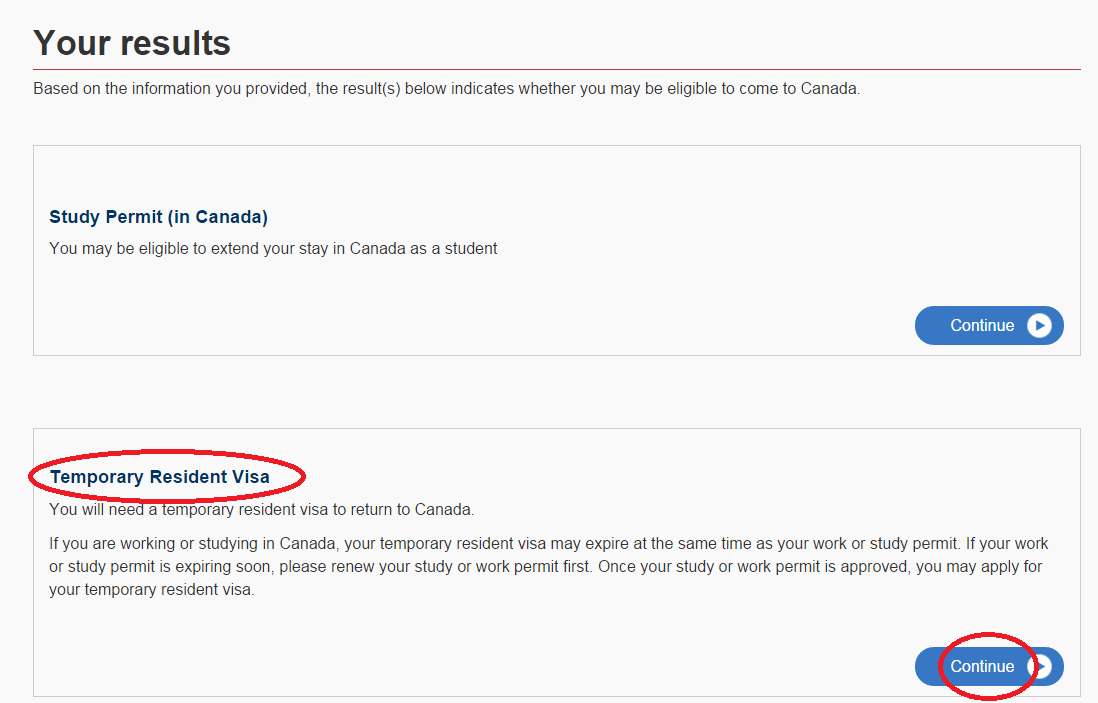 Your results
Based on the information you provided, the result(s) below indicates whether you may be eligible to come to Canada.
Study Permit (in Canada)
You may be eligible to extend your stay in Canada as a student
Continue
Temporary Resident Visa
You will need a temporary resident visa to return to Canada.
If you are working or studying in Canada, your temporary resident visa may expire at the same time as your work or study permit. If your work
or study permit is expiring soon, please renew your study or work permit first. Once your study or work permit is approved, you may apply for
your temporary resident visa.
Continue